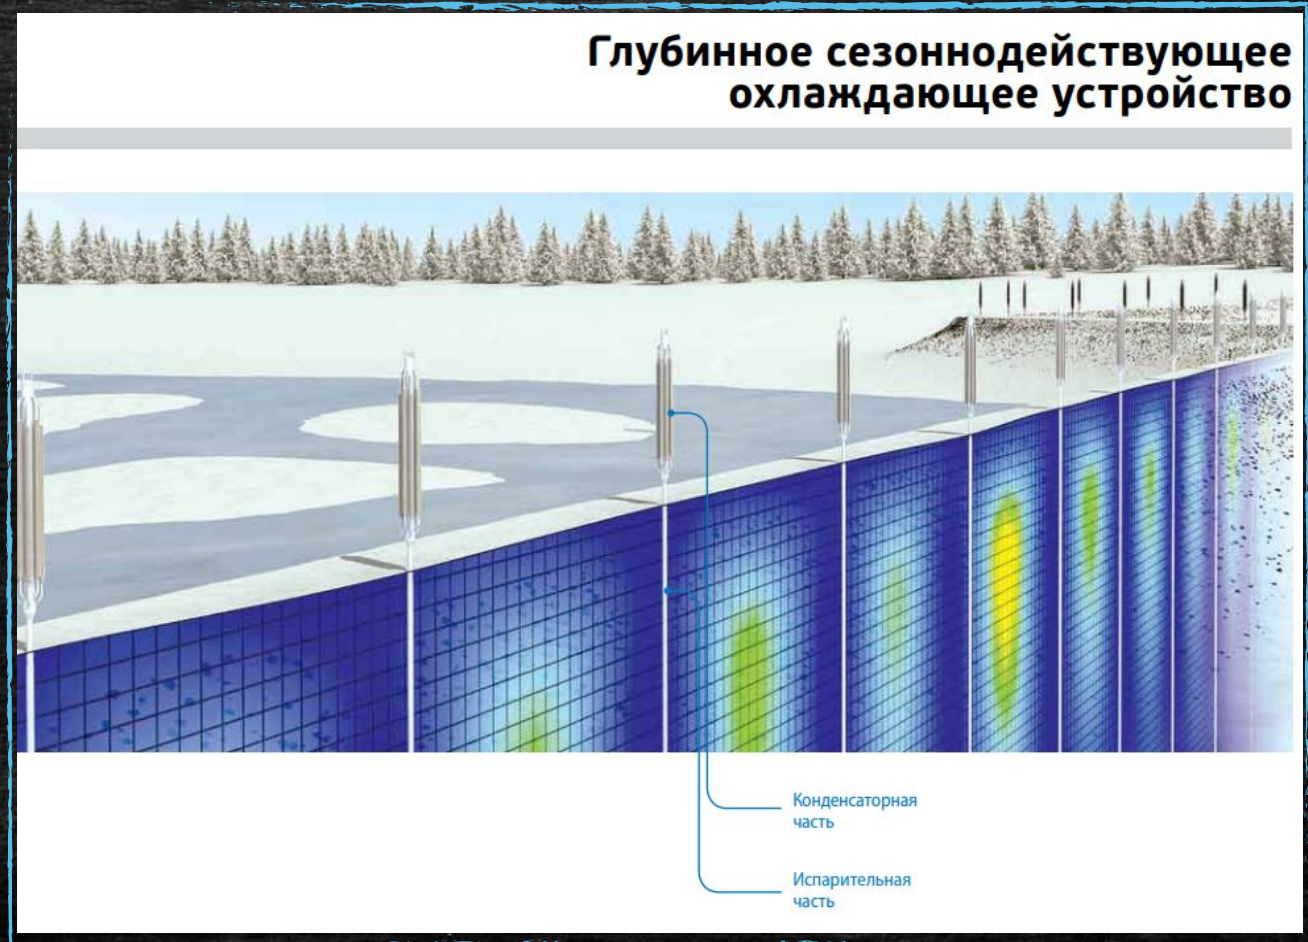 Глубинное сезоннодействующее
охлаждающее устройство
Конденсаторная
часть
Испарительная
часть